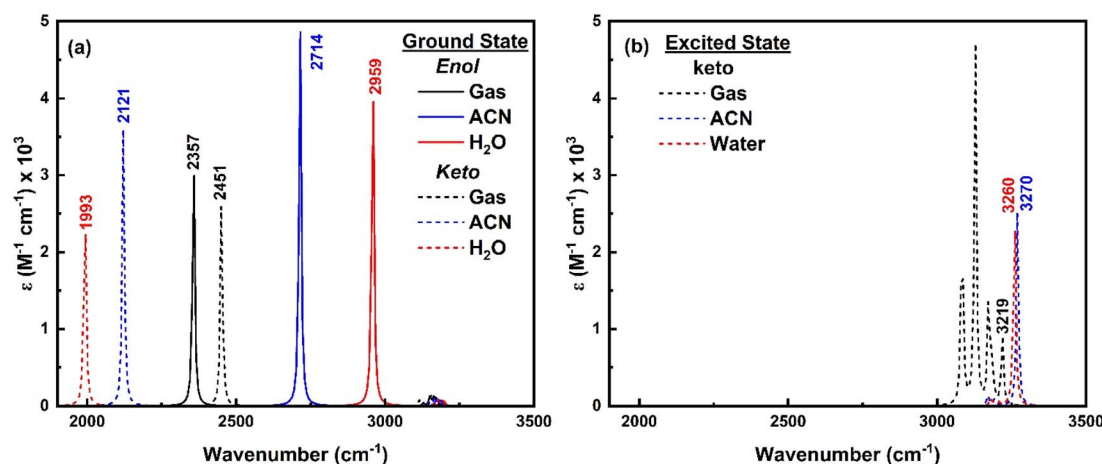 (a)
Ground State
Enol
Gas
ACN
H₂O
Keto
Gas
ACN
H₂O
1993
2121
2357
2451
2714
2959
5
4
3
2
1
0
2000
2500
3000
3500
ε (M⁻¹ cm⁻¹) x 10³
Wavenumber (cm⁻¹)
(b)
Excited State
keto
Gas
ACN
Water
3219
3260
3270
5
4
3
2
1
0
2000
2500
3000
3500
ε (M⁻¹ cm⁻¹) x 10³
Wavenumber (cm⁻¹)